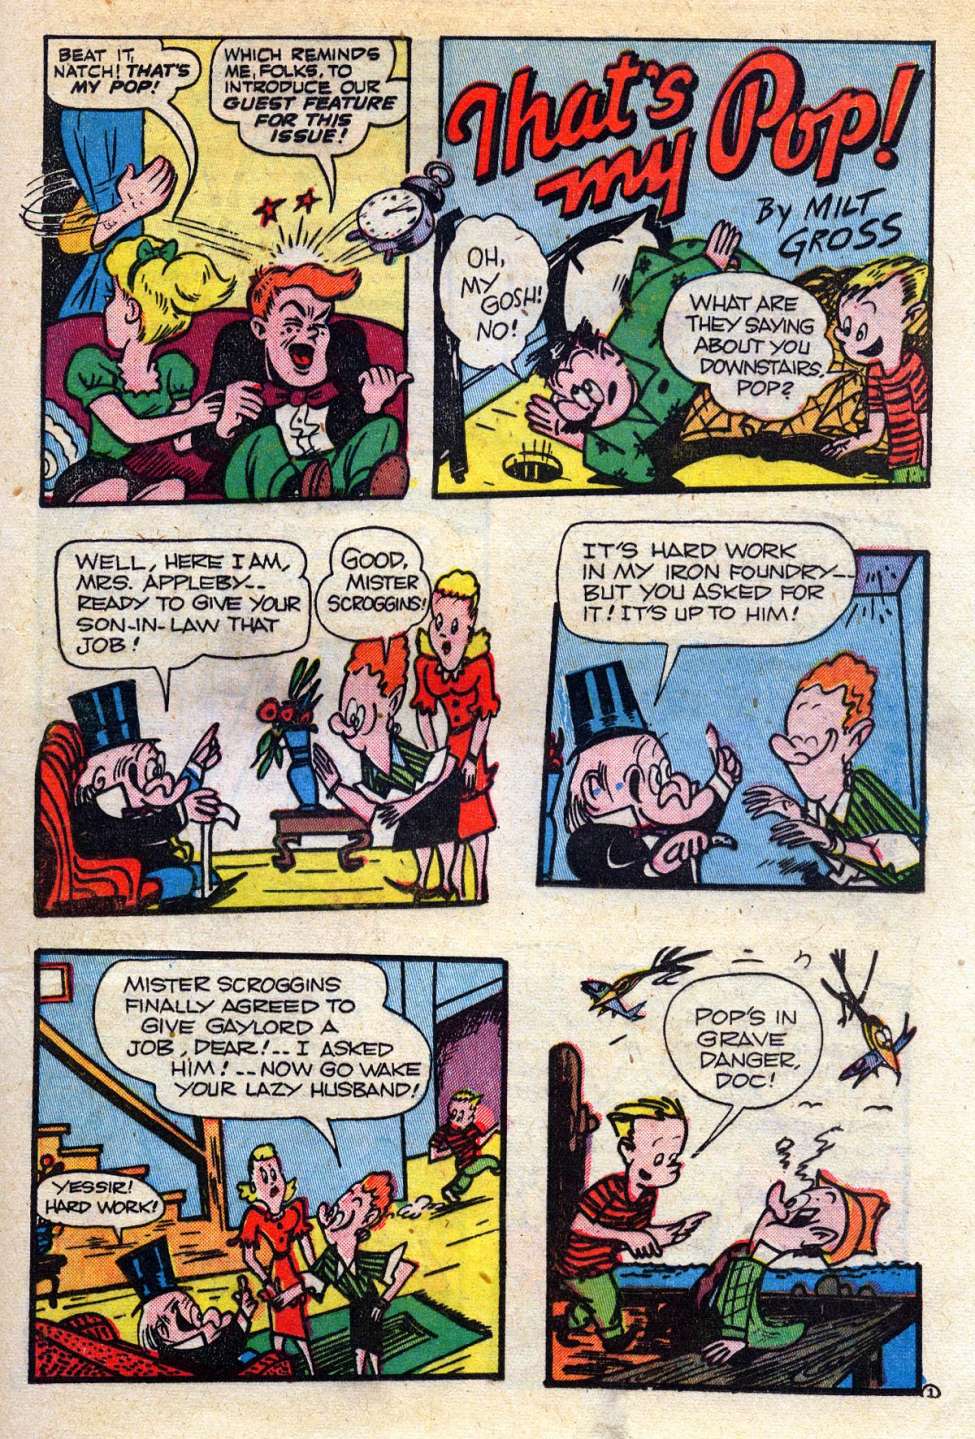 BEAT IT,
NATCH! THAT'S
MY POP!
WHICH REMINDS
ME, FOLKS, TO
INTRODUCE OUR
GUEST FEATURE
FOR THIS
ISSUE!
That's
my Pop!
By MILT
GROSS
OH,
MY
GOSH!
NO!
WHAT ARE
THEY SAYING
ABOUT YOU
DOWNSTAIRS,
POP?
WELL, HERE I AM,
MRS. APPLEBY--
READY TO GIVE YOUR
SON-IN-LAW THAT
JOB!
GOOD,
MISTER
SCROGGINS!
IT'S HARD WORK
IN MY IRON FOUNDRY--
BUT YOU ASKED FOR
IT! IT'S UP TO HIM!
MISTER SCROGGINS
FINALLY AGREED TO
GIVE GAYLORD A
JOB, DEAR!-- I ASKED
HIM!-- NOW GO WAKE
YOUR LAZY HUSBAND!
YESSIR!
HARD WORK!
POP'S IN
GRAVE
DANGER,
DOC!
1